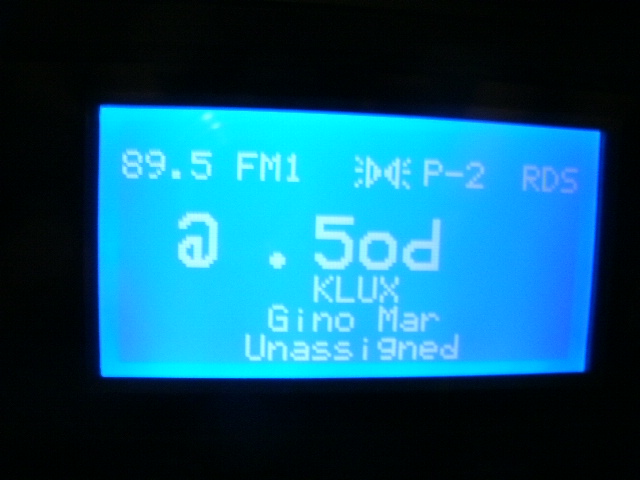 89.5 FM1 P-2 RDS
a .5od
KLUX
Gino Mar
Unassigned